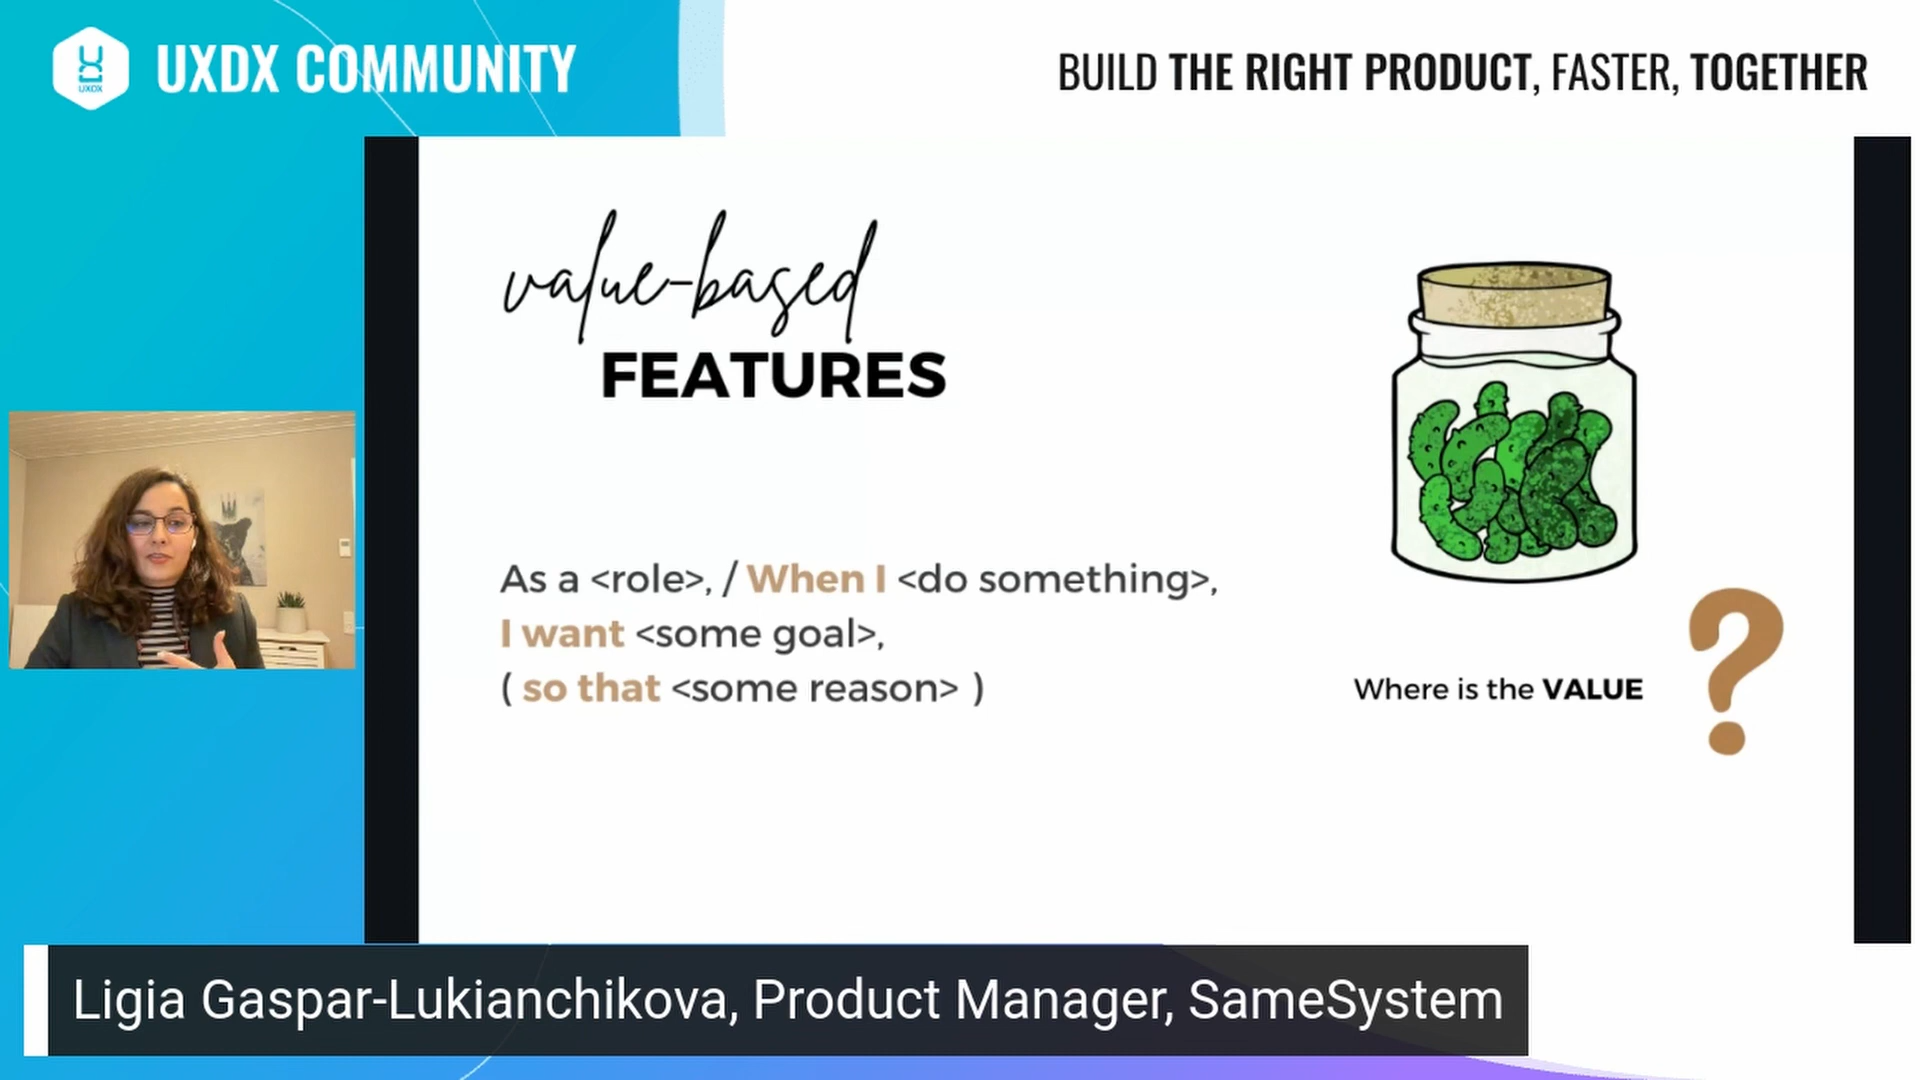 UXDX
UXDX COMMUNITY
BUILD THE RIGHT PRODUCT, FASTER, TOGETHER
value-based
FEATURES
As a <role>, / When I <do something>,
I want <some goal>,
( so that <some reason> )
Where is the VALUE
?
Ligia Gaspar-Lukianchikova, Product Manager, SameSystem